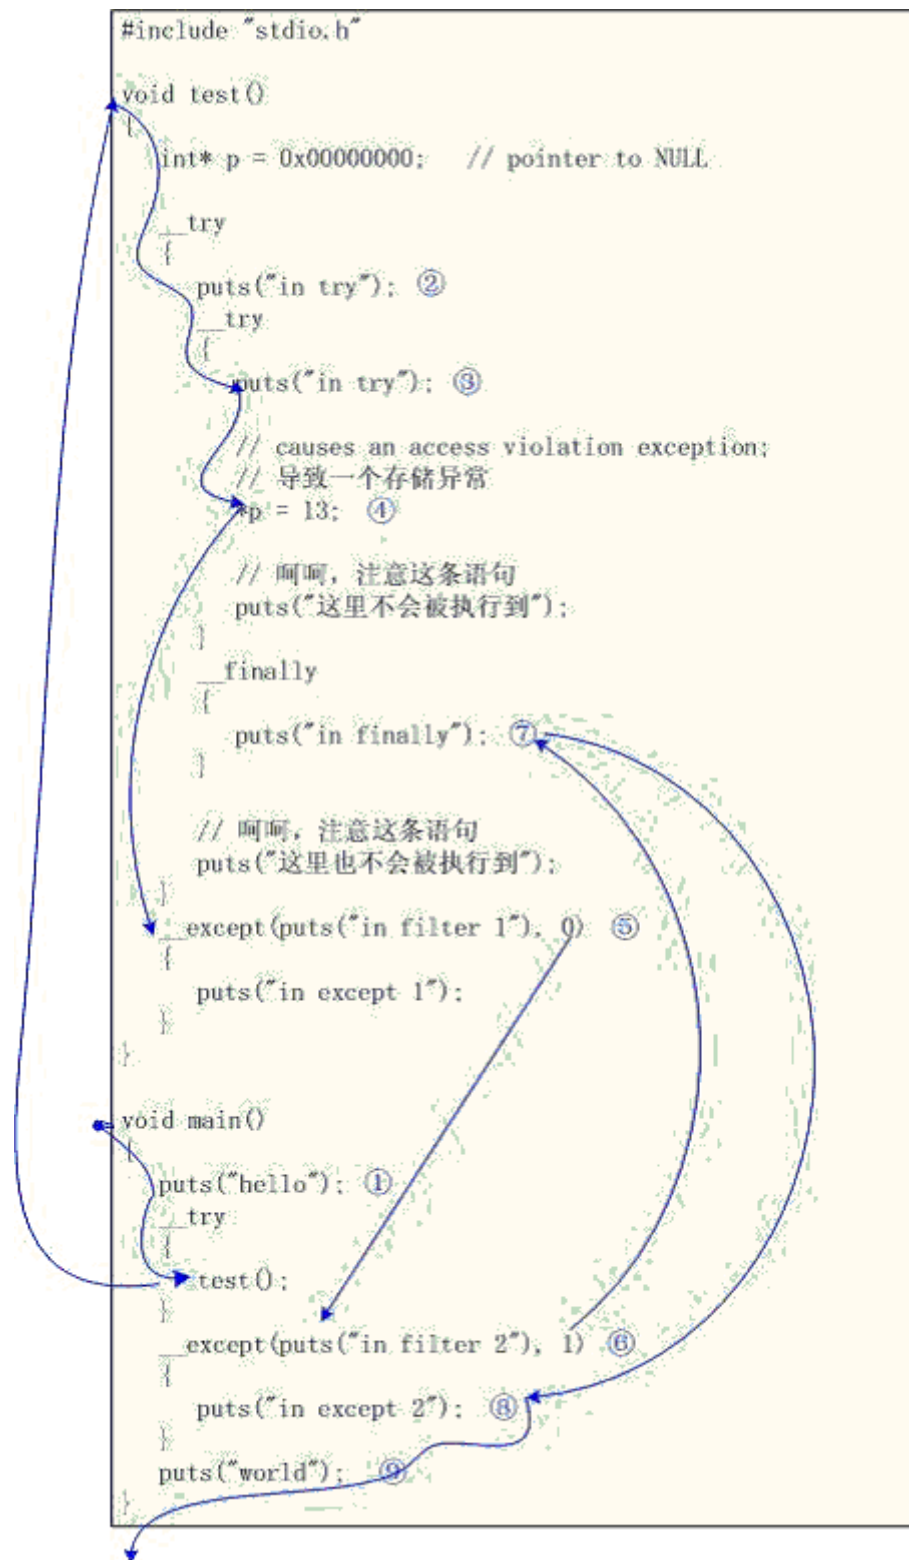 #include "stdio.h"
void test()
{
int* p = 0x00000000;   // pointer to NULL
__try
{
puts("in try"); ②
__try
{
puts("in try"); ③
// causes an access violation exception;
// 导致一个存储异常
*p = 13; ④
// 呵呵，注意这条语句
puts("这里不会被执行到");
}
__finally
{
puts("in finally"); ⑦
}
// 呵呵，注意这条语句
puts("这里也不会被执行到");
}
__except(puts("in filter 1"), 0) ⑤
{
puts("in except 1");
}
}
void main()
{
puts("hello"); ①
__try
{
test();
}
__except(puts("in filter 2"), 1) ⑥
{
puts("in except 2"); ⑧
}
puts("world"); ⑨
}